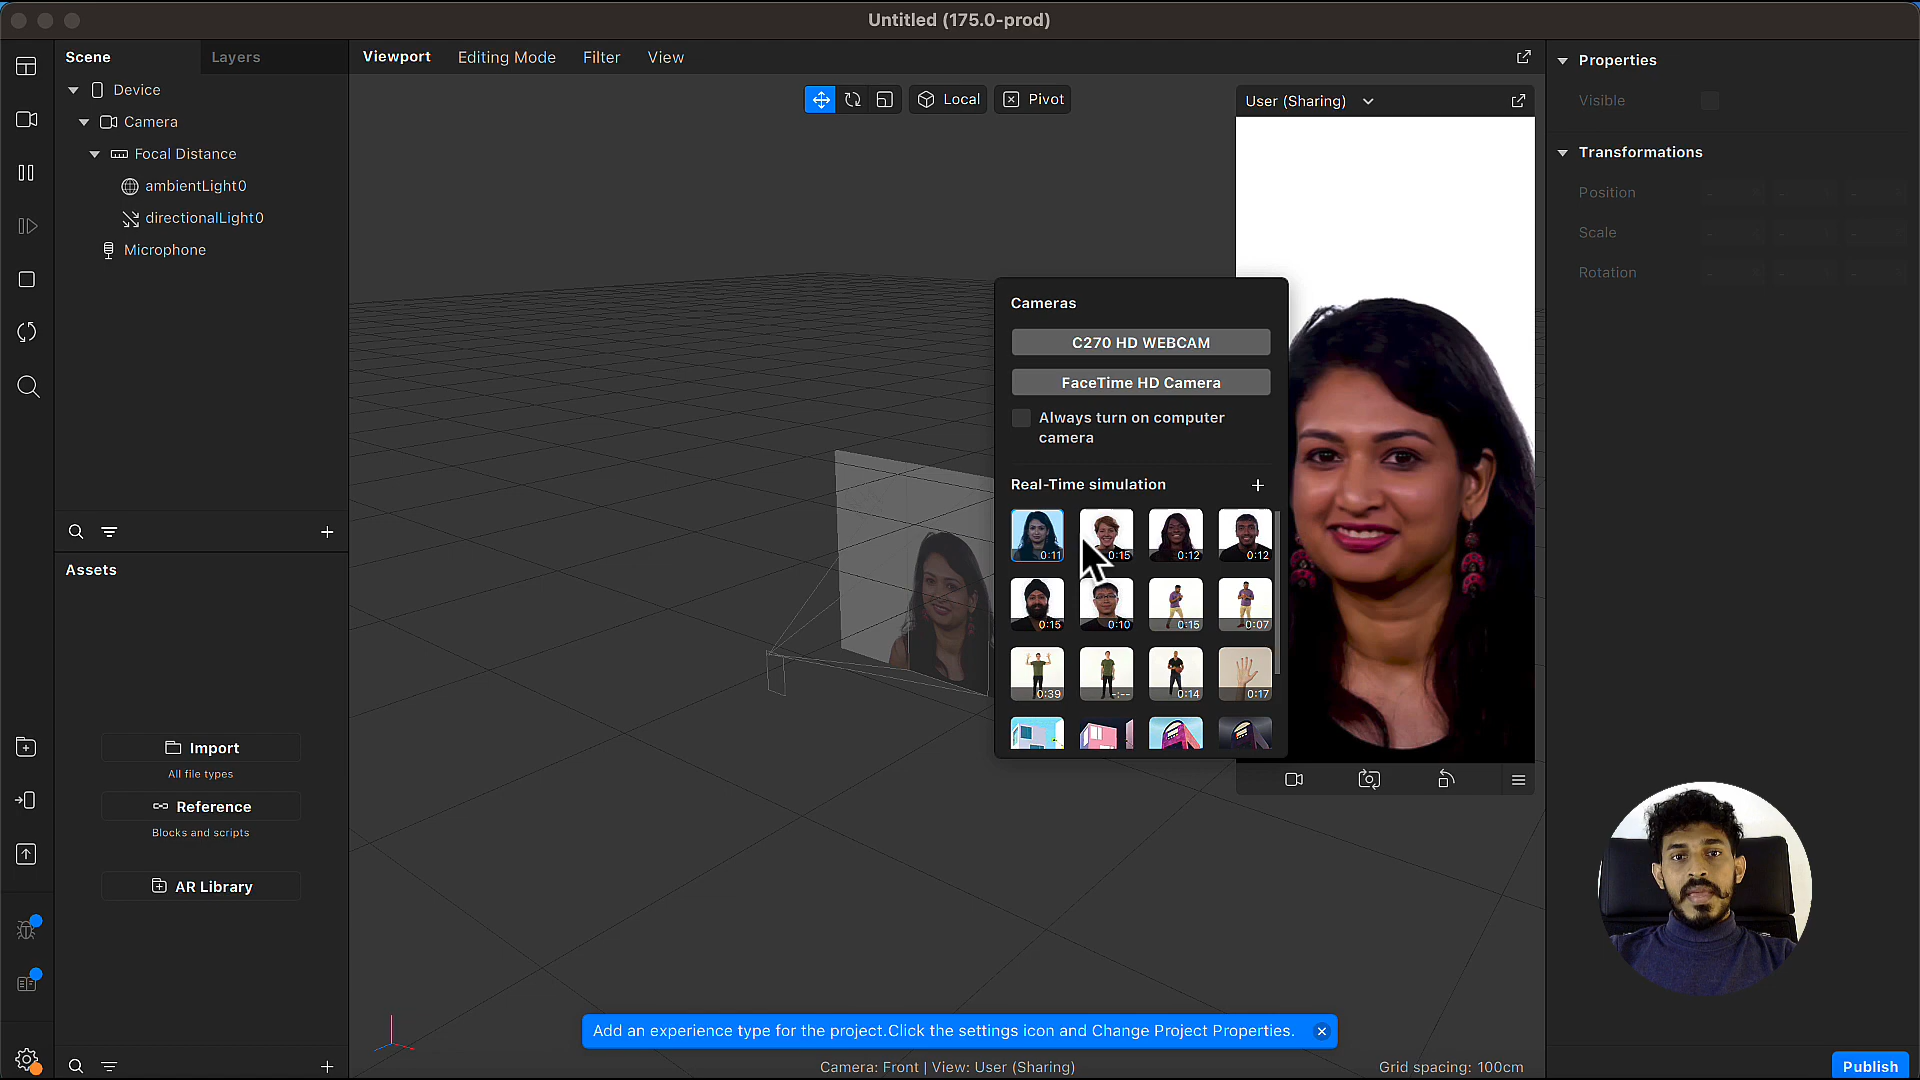 Untitled (175.0-prod)
Scene
Layers
Device
Camera
Focal Distance
ambientLight0
directionalLight0
Microphone
Assets
Import
All file types
Reference
Blocks and scripts
AR Library
Viewport
Editing Mode
Filter
View
Local
Pivot
User (Sharing)
Cameras
C270 HD WEBCAM
FaceTime HD Camera
Always turn on computer
camera
Real-Time simulation
0:11
0:15
0:12
0:12
0:15
0:10
0:15
0:07
0:39
-:--
0:14
0:17
Add an experience type for the project.Click the settings icon and Change Project Properties.
Camera: Front | View: User (Sharing)
Grid spacing: 100cm
Properties
Visible
Transformations
Position
Scale
Rotation
Publish